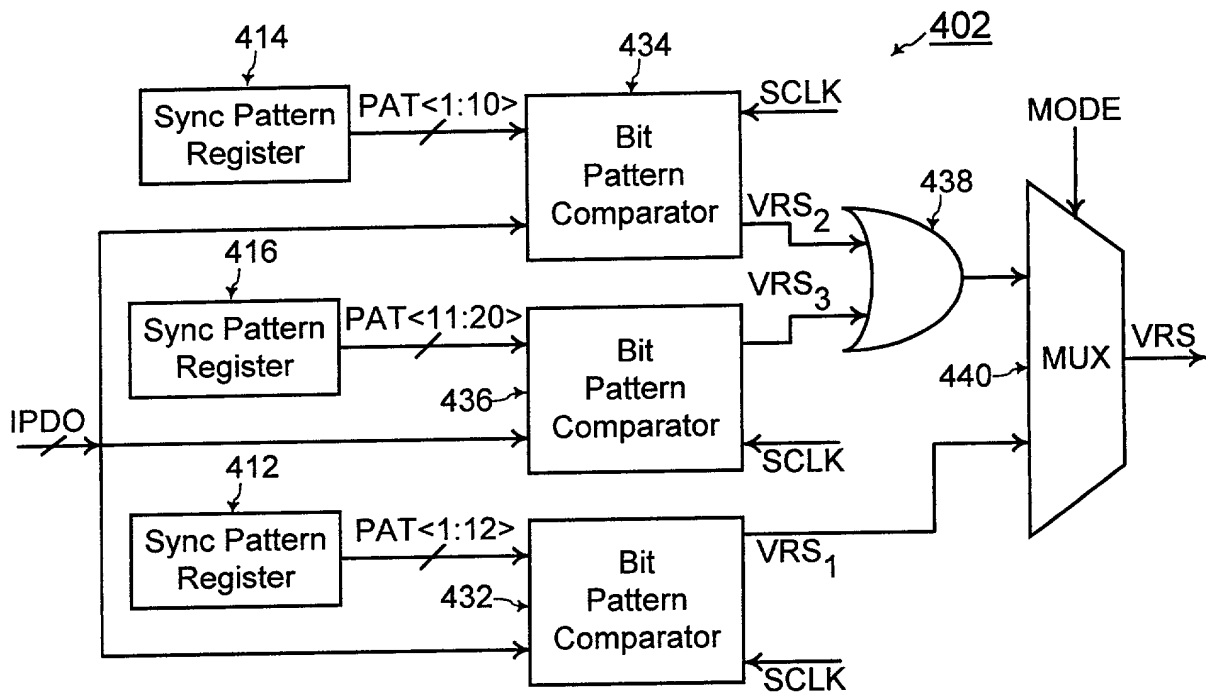 402
414
434
Sync Pattern
Register
PAT<1:10>
Bit
Pattern
Comparator
SCLK
MODE
VRS2
438
416
Sync Pattern
Register
PAT<11:20>
436
Bit
Pattern
Comparator
VRS3
SCLK
440
MUX
VRS
IPDO
412
Sync Pattern
Register
PAT<1:12>
432
Bit
Pattern
Comparator
VRS1
SCLK